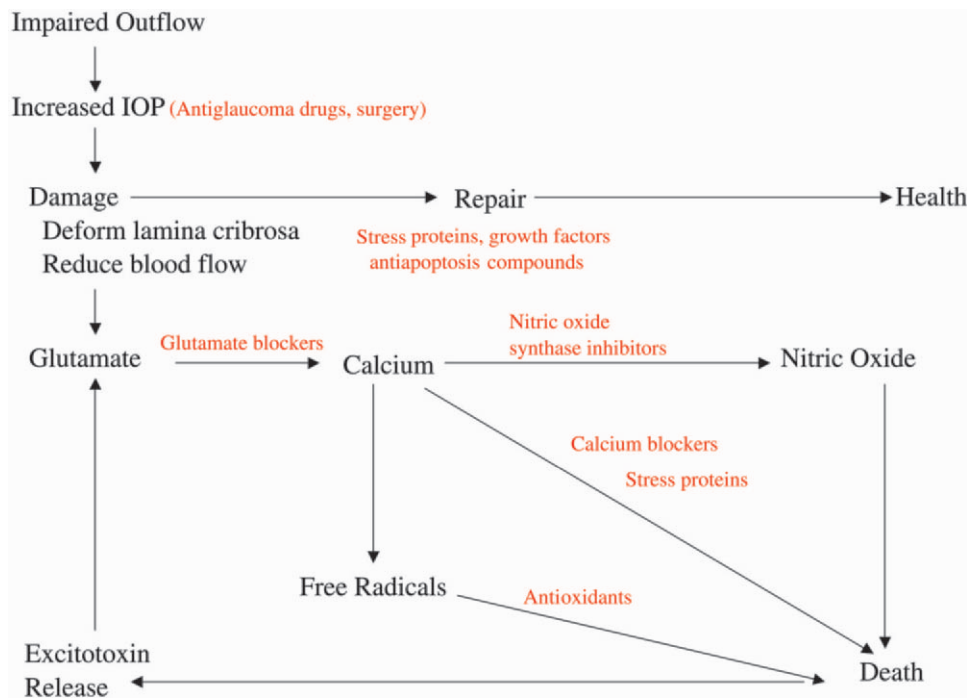 Impaired Outflow
Increased IOP (Antiglaucoma drugs, surgery)
Damage Repair Health
Deform lamina cribrosa
Reduce blood flow
Stress proteins, growth factors
antiapoptosis compounds
Glutamate Glutamate blockers Calcium
Nitric oxide
synthase inhibitors
Nitric Oxide
Calcium blockers
Stress proteins
Free Radicals
Antioxidants
Excitotoxin
Release
Death